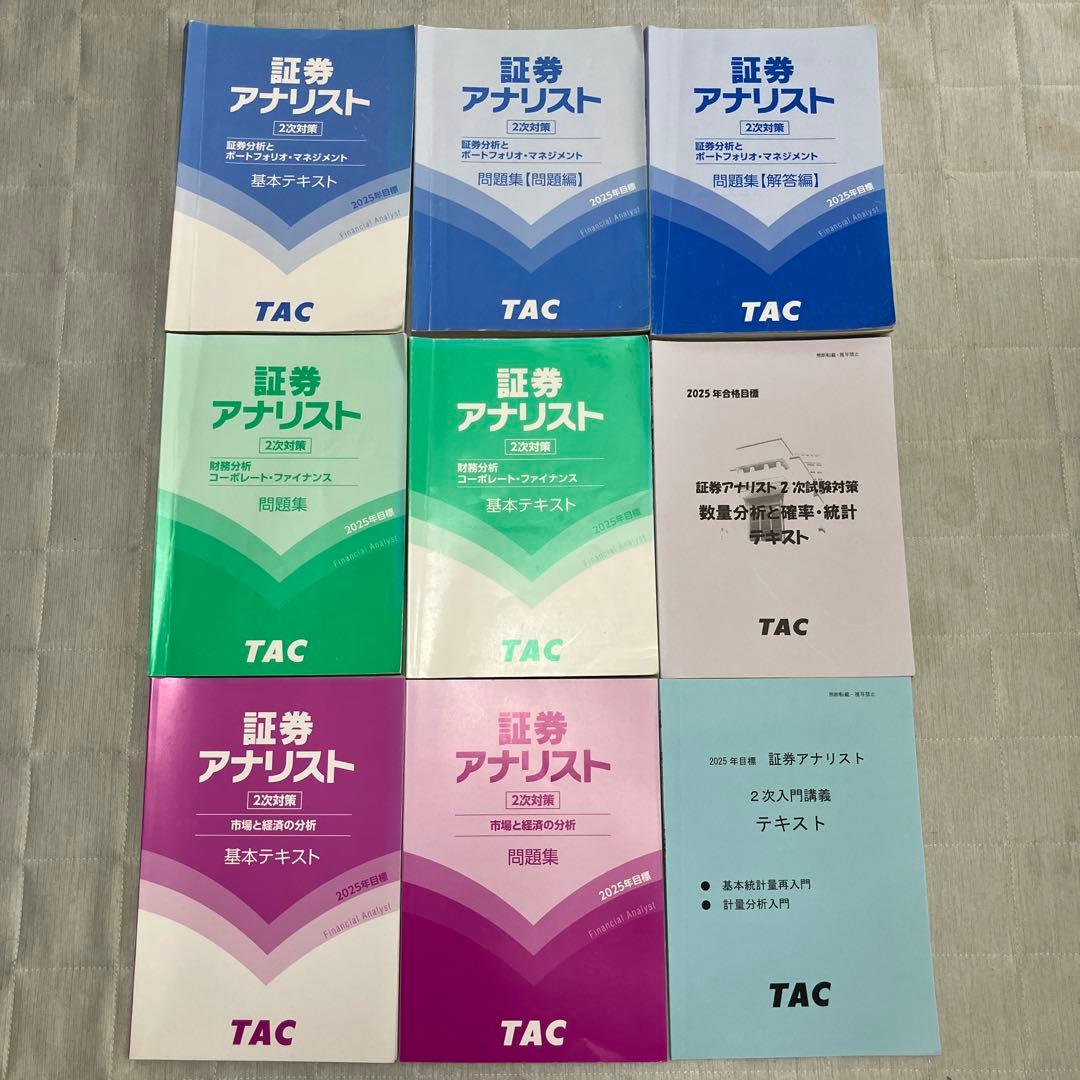 証券
アナリスト
2次対策
証券分析と
ポートフォリオ・マネジメント
基本テキスト
2025年目標
Financial Analyst
TAC
証券
アナリスト
2次対策
証券分析と
ポートフォリオ・マネジメント
問題集【問題編】
2025年目標
Financial Analyst
TAC
証券
アナリスト
2次対策
証券分析と
ポートフォリオ・マネジメント
問題集【解答編】
2025年目標
Financial Analyst
TAC
証券
アナリスト
2次対策
財務分析
コーポレート・ファイナンス
問題集
2025年目標
Financial Analyst
TAC
証券
アナリスト
2次対策
財務分析
コーポレート・ファイナンス
基本テキスト
2025年目標
Financial Analyst
TAC
無断転載・複写禁止
2025年合格目標
証券アナリスト2次試験対策
数量分析と確率・統計
テキスト
TAC
証券
アナリスト
2次対策
市場と経済の分析
基本テキスト
2025年目標
Financial Analyst
TAC
証券
アナリスト
2次対策
市場と経済の分析
問題集
2025年目標
Financial Analyst
TAC
無断転載・複写禁止
2025年目標 証券アナリスト
2次入門講義
テキスト
● 基本統計量再入門
● 計量分析入門
TAC